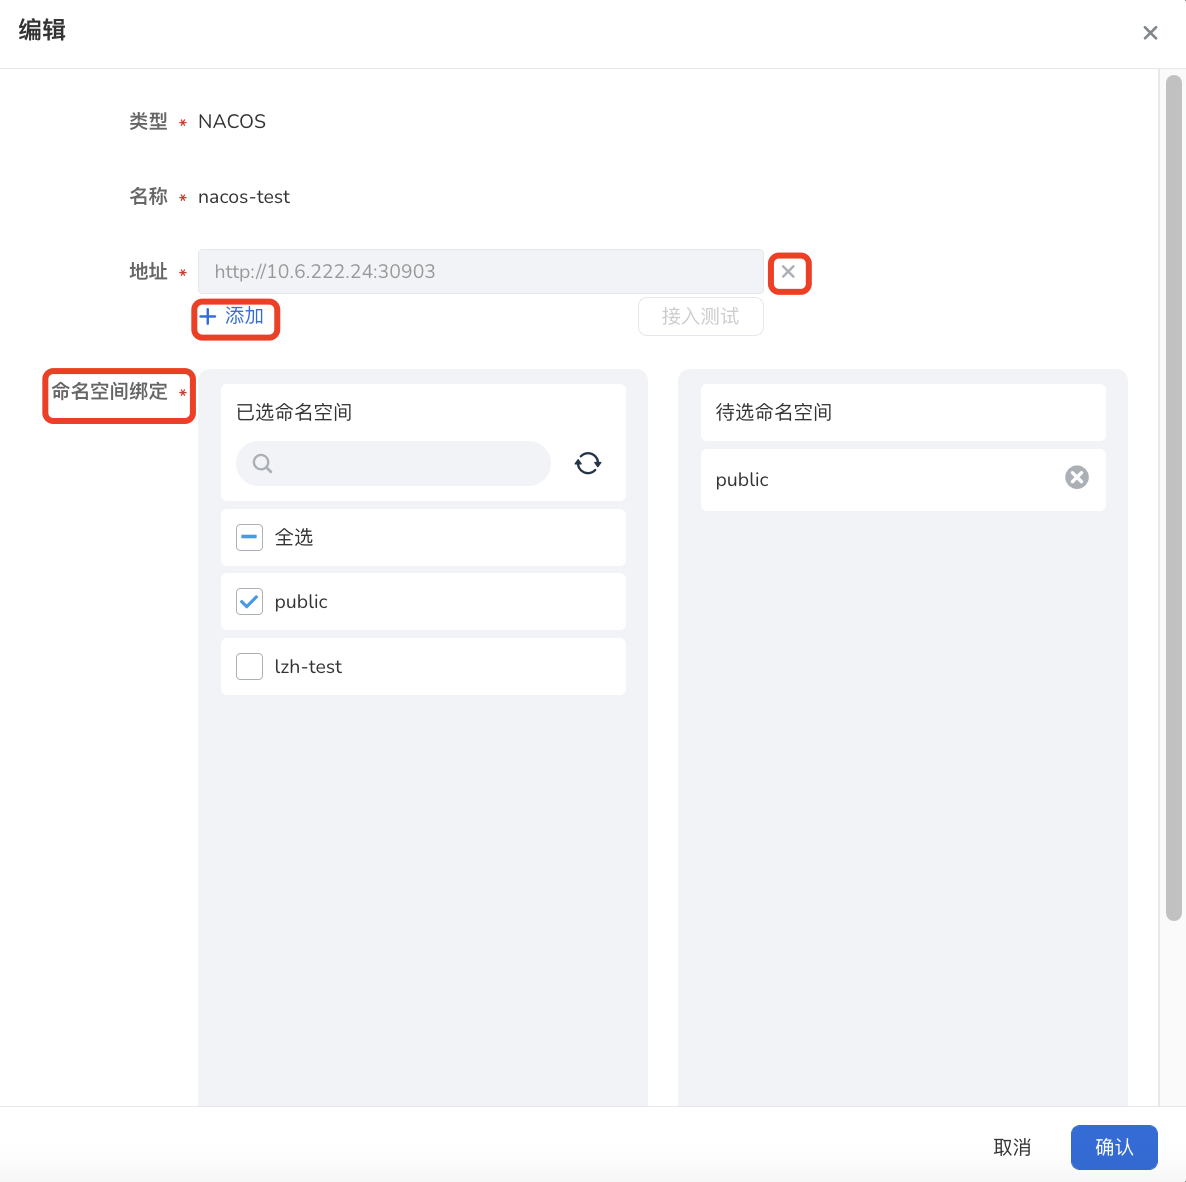 编辑
类型 * NACOS
名称 * nacos-test
地址 * http://10.6.222.24:30903
添加
接入测试
命名空间绑定 *
已选命名空间
全选
public
lzh-test
待选命名空间
public
取消
确认